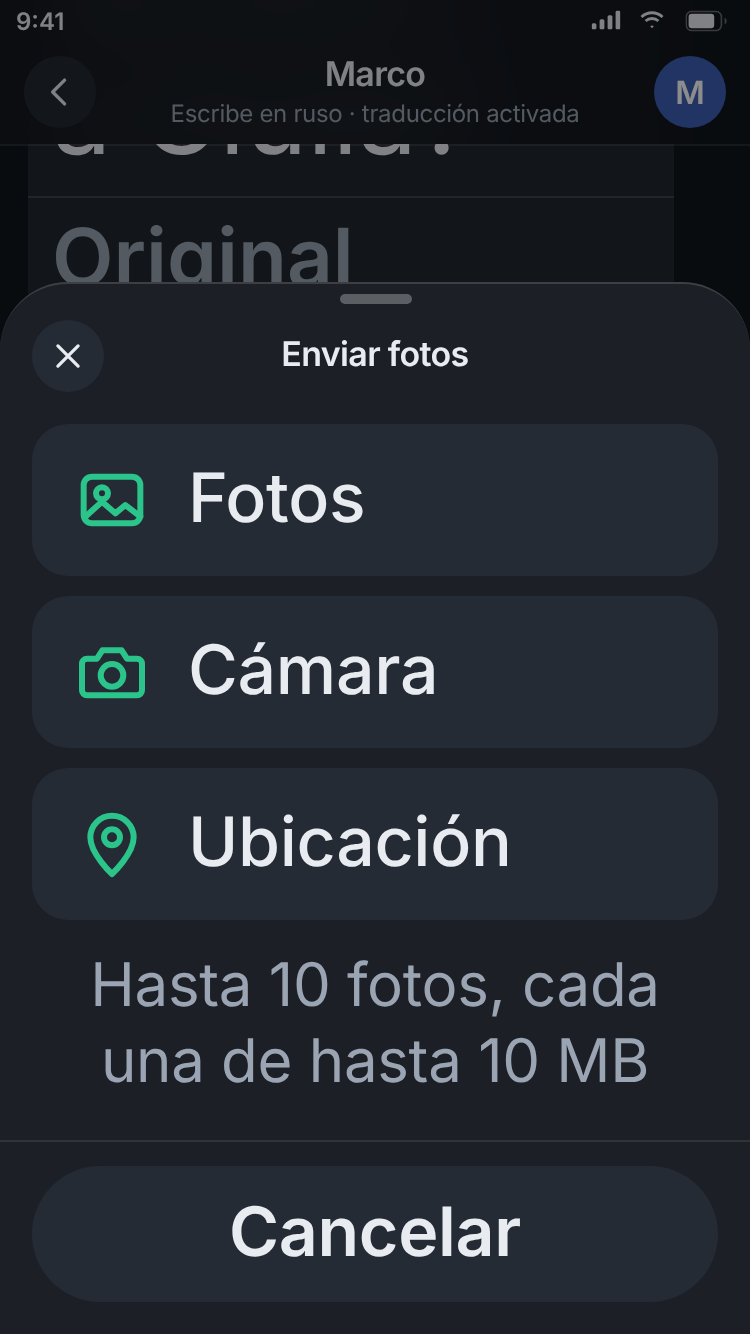 9:41
Marco
Escribe en ruso · traducción activada
M
Original
Enviar fotos
Fotos
Cámara
Ubicación
Hasta 10 fotos, cada
una de hasta 10 MB
Cancelar